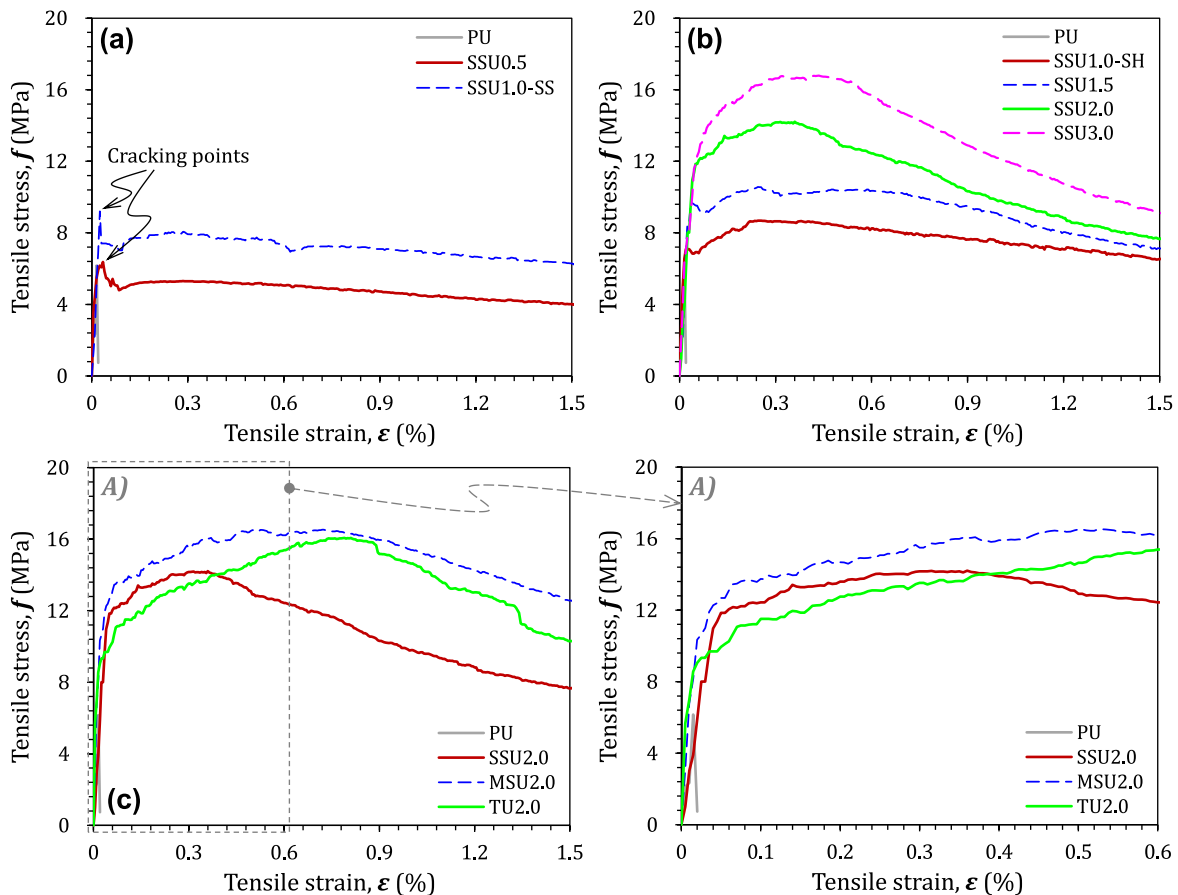 (a)
20
16
12
8
4
0
Tensile stress, f (MPa)
PU
SSU0.5
SSU1.0-SS
Cracking points
0 0.3 0.6 0.9 1.2 1.5
Tensile strain, ε (%)
(b)
20
16
12
8
4
0
Tensile stress, f (MPa)
PU
SSU1.0-SH
SSU1.5
SSU2.0
SSU3.0
0 0.3 0.6 0.9 1.2 1.5
Tensile strain, ε (%)
A)
20
16
12
8
4
0
Tensile stress, f (MPa)
PU
SSU2.0
MSU2.0
TU2.0
(c)
0 0.3 0.6 0.9 1.2 1.5
Tensile strain, ε (%)
A)
20
16
12
8
4
0
Tensile stress, f (MPa)
PU
SSU2.0
MSU2.0
TU2.0
0 0.1 0.2 0.3 0.4 0.5 0.6
Tensile strain, ε (%)